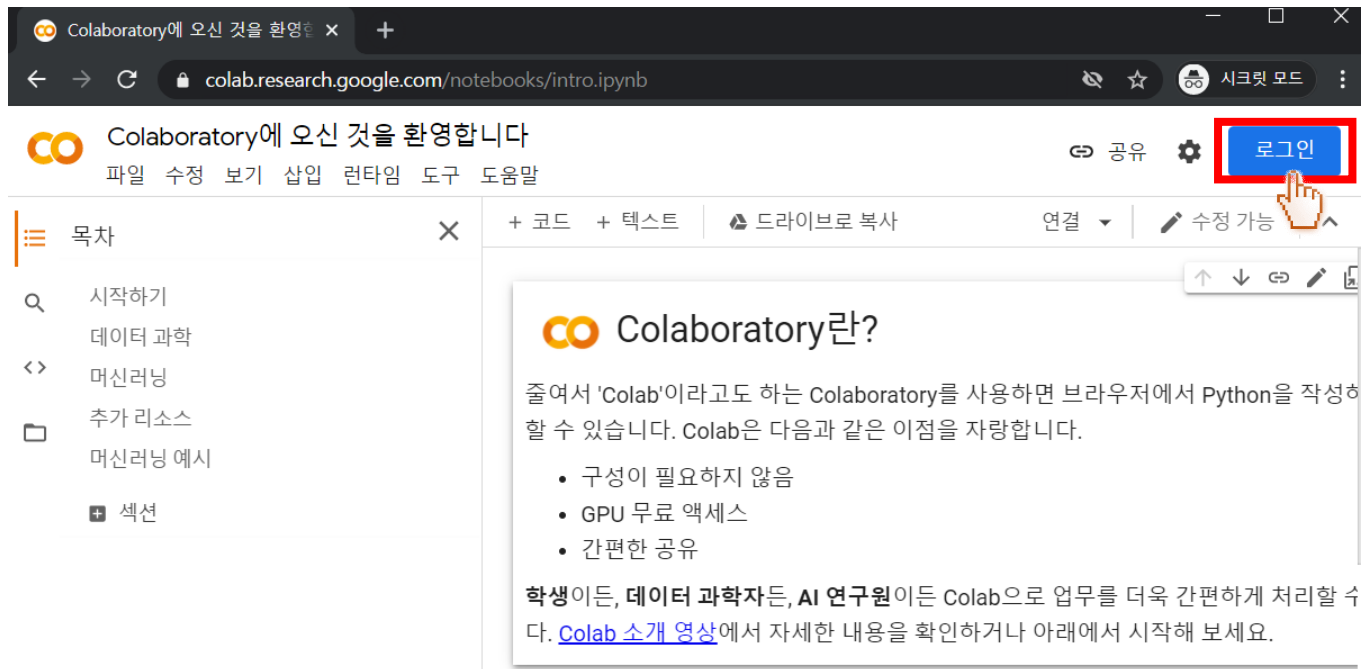 Colaboratory에 오신 것을 환영
colab.research.google.com/notebooks/intro.ipynb
시크릿 모드
Colaboratory에 오신 것을 환영합니다
공유
로그인
파일 수정 보기 삽입 런타임 도구 도움말
목차
+ 코드 + 텍스트 드라이브로 복사 연결 수정 가능
시작하기
데이터 과학
머신러닝
추가 리소스
머신러닝 예시
섹션
CO Colaboratory란?
줄여서 'Colab'이라고도 하는 Colaboratory를 사용하면 브라우저에서 Python을 작성하
할 수 있습니다. Colab은 다음과 같은 이점을 자랑합니다.
• 구성이 필요하지 않음
• GPU 무료 액세스
• 간편한 공유
학생이든, 데이터 과학자든, AI 연구원이든 Colab으로 업무를 더욱 간편하게 처리할 수
다. Colab 소개 영상에서 자세한 내용을 확인하거나 아래에서 시작해 보세요.